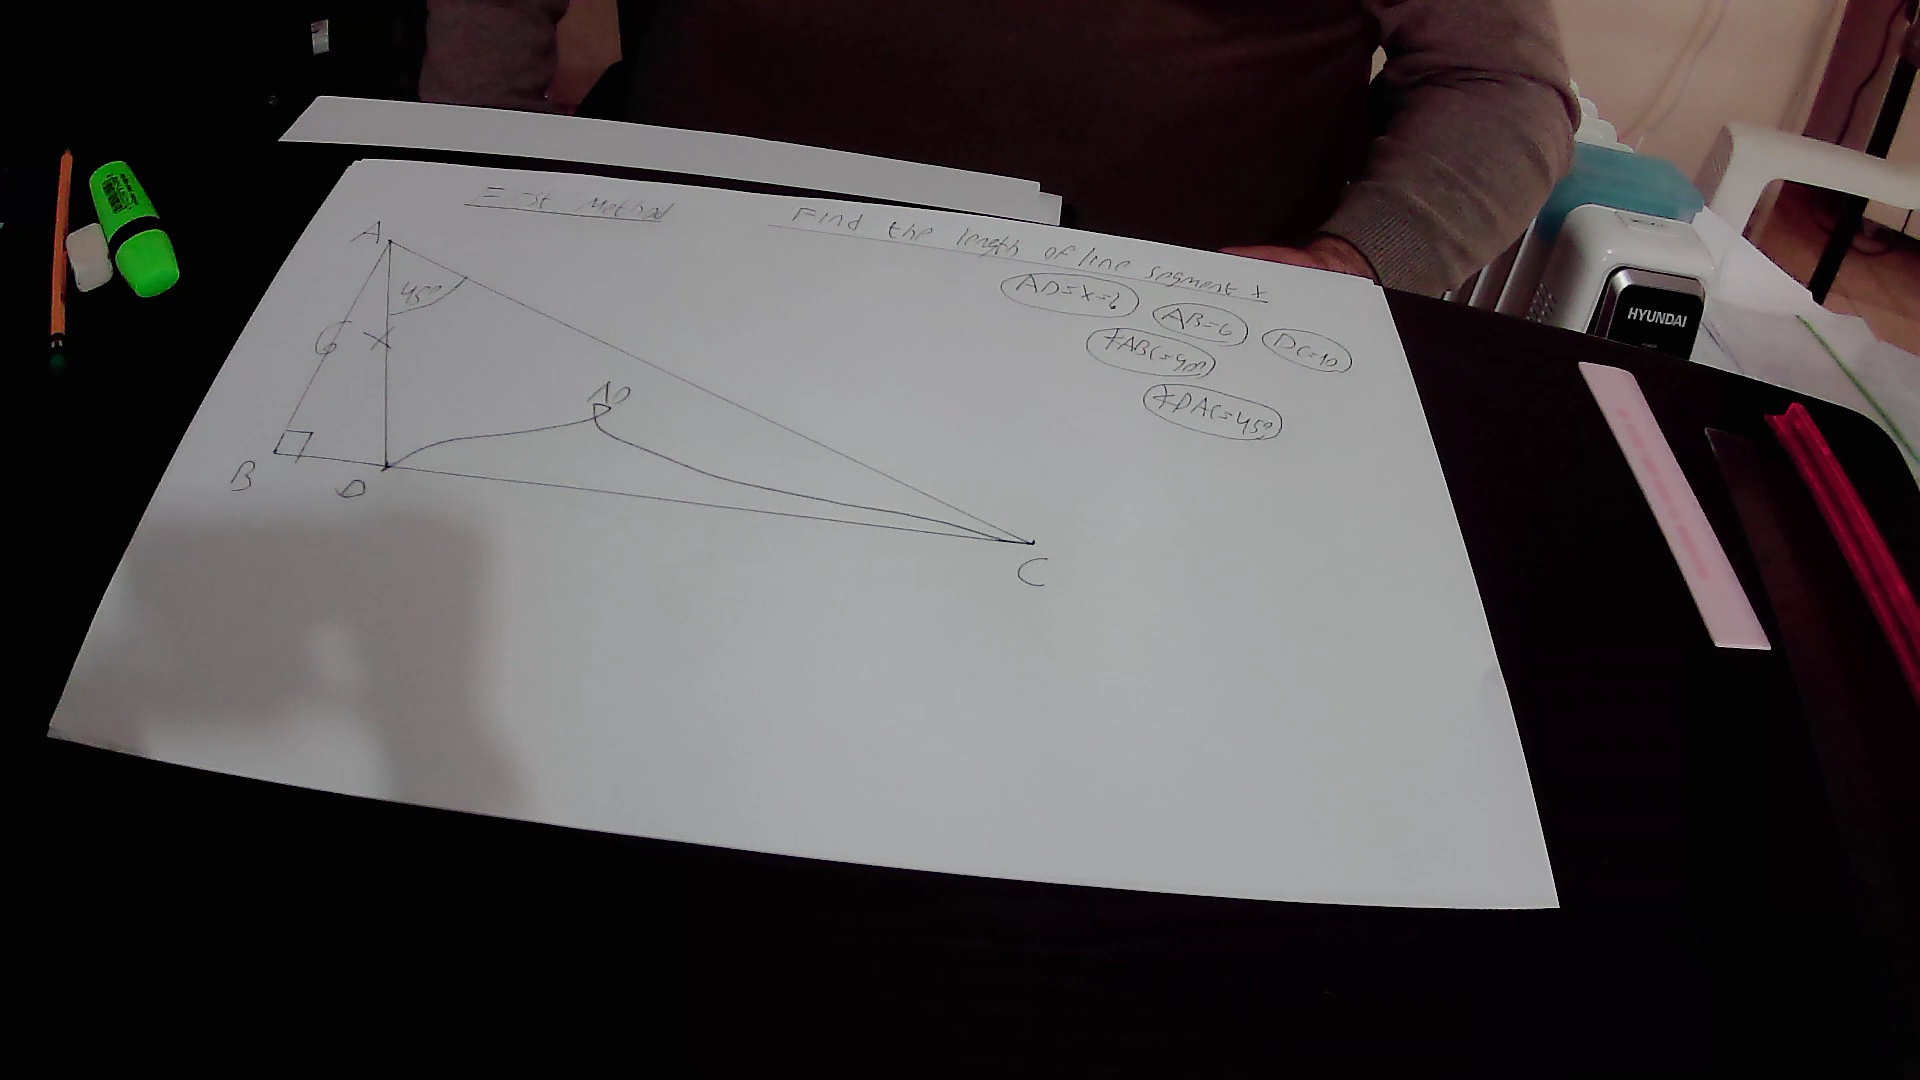 First Method
Find the length of line segment X
AD=X=?
AB=6
DC=10
∡ABC=90°
∡DAC=45°
A
45°
6
X
10
B
D
C
HYUNDAI